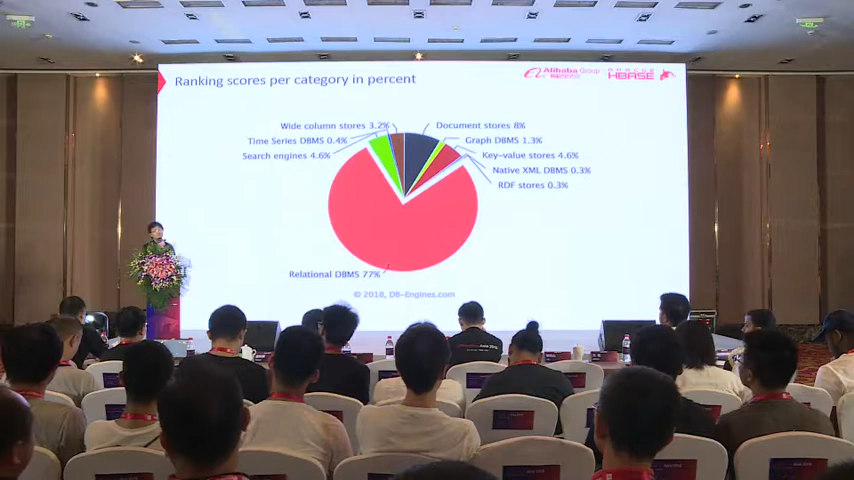 Ranking scores per category in percent
Alibaba Group
APACHE
HBASE
Wide column stores 3.2%
Document stores 8%
Time Series DBMS 0.4%
Graph DBMS 1.3%
Search engines 4.6%
Key-value stores 4.6%
Native XML DBMS 0.3%
RDF stores 0.3%
Relational DBMS 77%
© 2018, DB-Engines.com